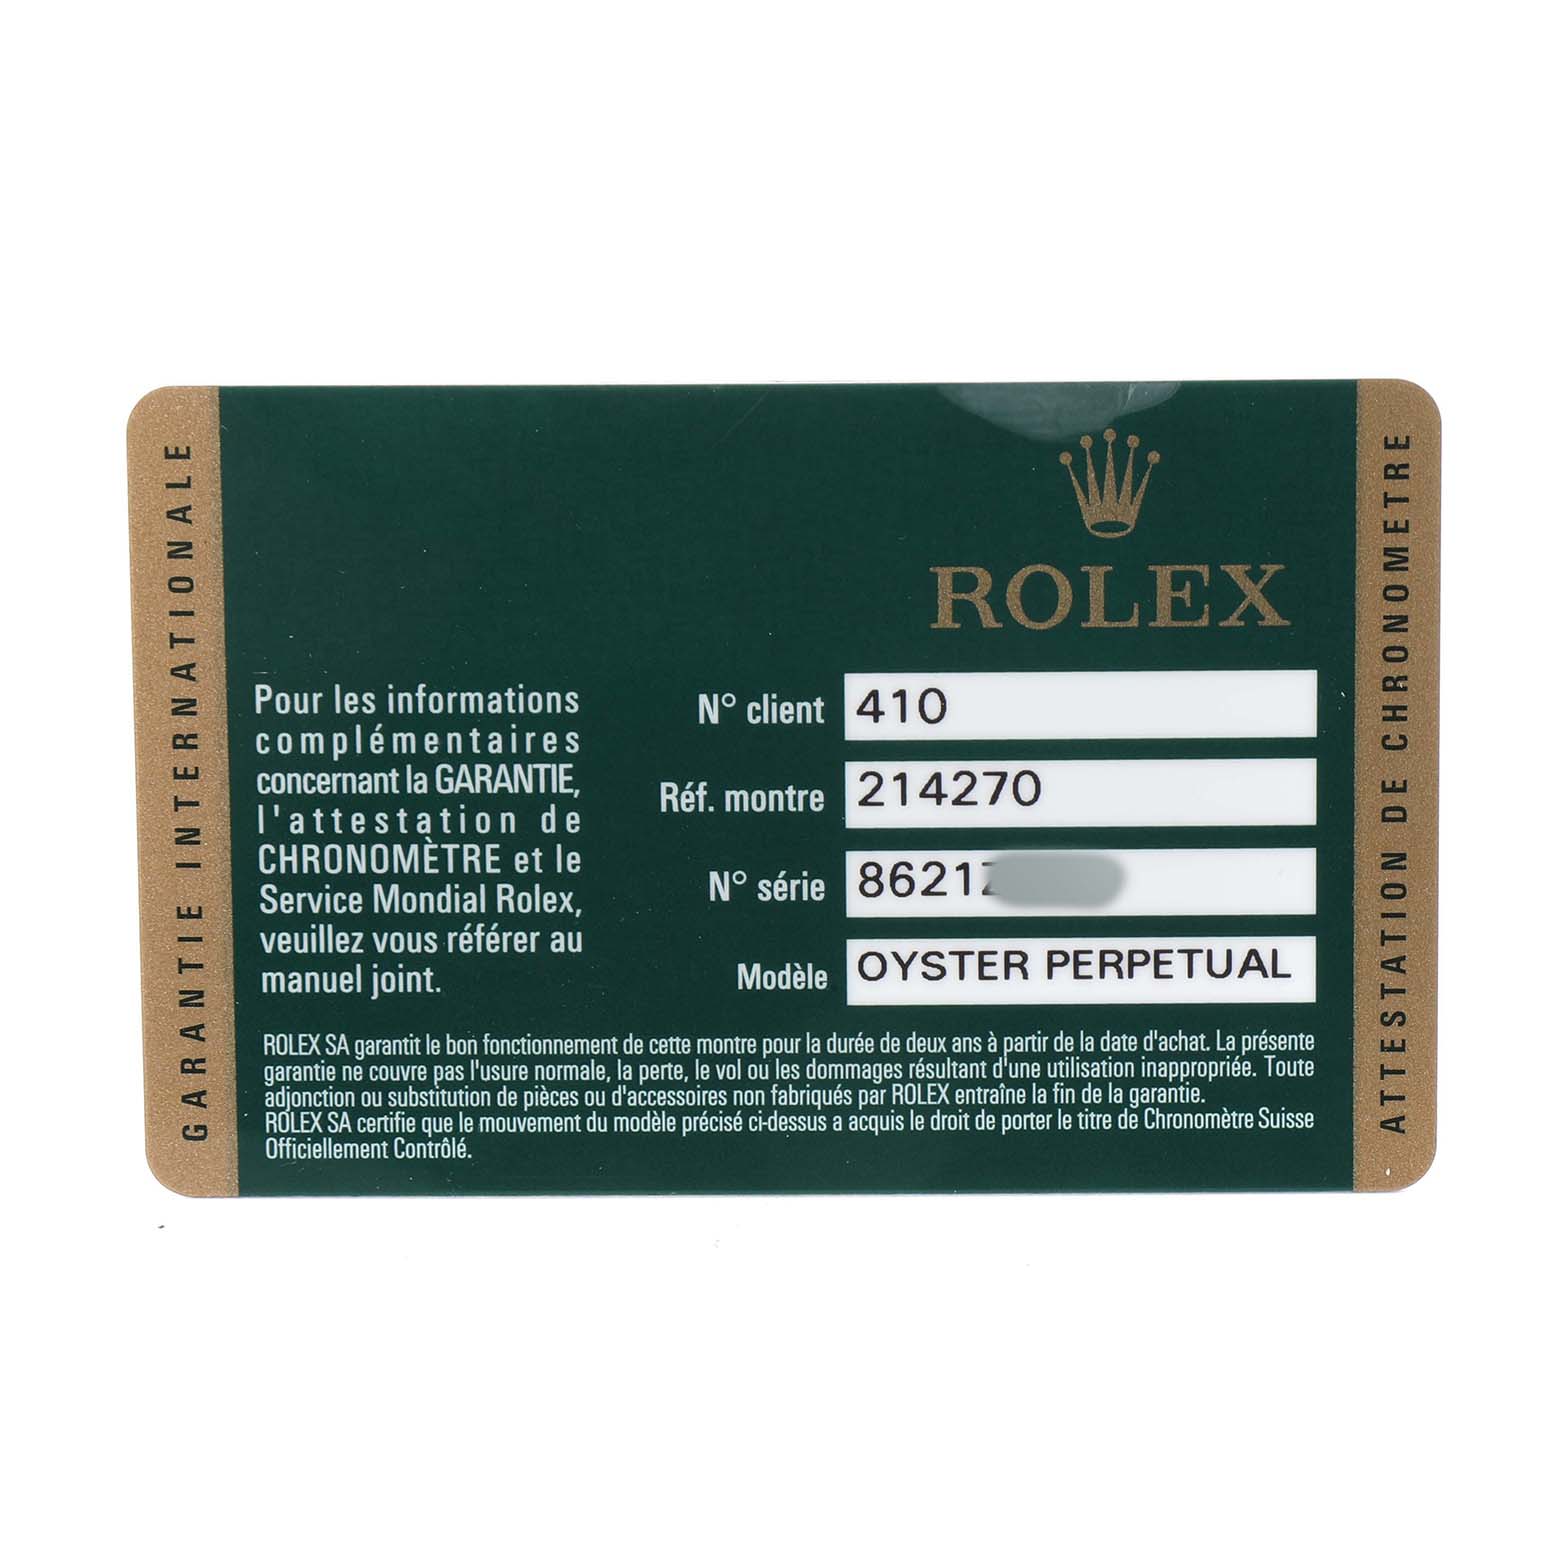 GARANTIE INTERNATIONALE
ROLEX
Pour les informations
complémentaires
concernant la GARANTIE,
l'attestation de
CHRONOMÈTRE et le
Service Mondial Rolex,
veuillez vous référer au
manuel joint.
N° client 410
Réf. montre 214270
N° série 8621Z
Modèle OYSTER PERPETUAL
ROLEX SA garantit le bon fonctionnement de cette montre pour la durée de deux ans à partir de la date d'achat. La présente
garantie ne couvre pas l'usure normale, la perte, le vol ou les dommages résultant d'une utilisation inappropriée. Toute
adjonction ou substitution de pièces ou d'accessoires non fabriqués par ROLEX entraîne la fin de la garantie.
ROLEX SA certifie que le mouvement du modèle précisé ci-dessus a acquis le droit de porter le titre de Chronomètre Suisse
Officiellement Contrôlé.
ATTESTATION DE CHRONOMETRE